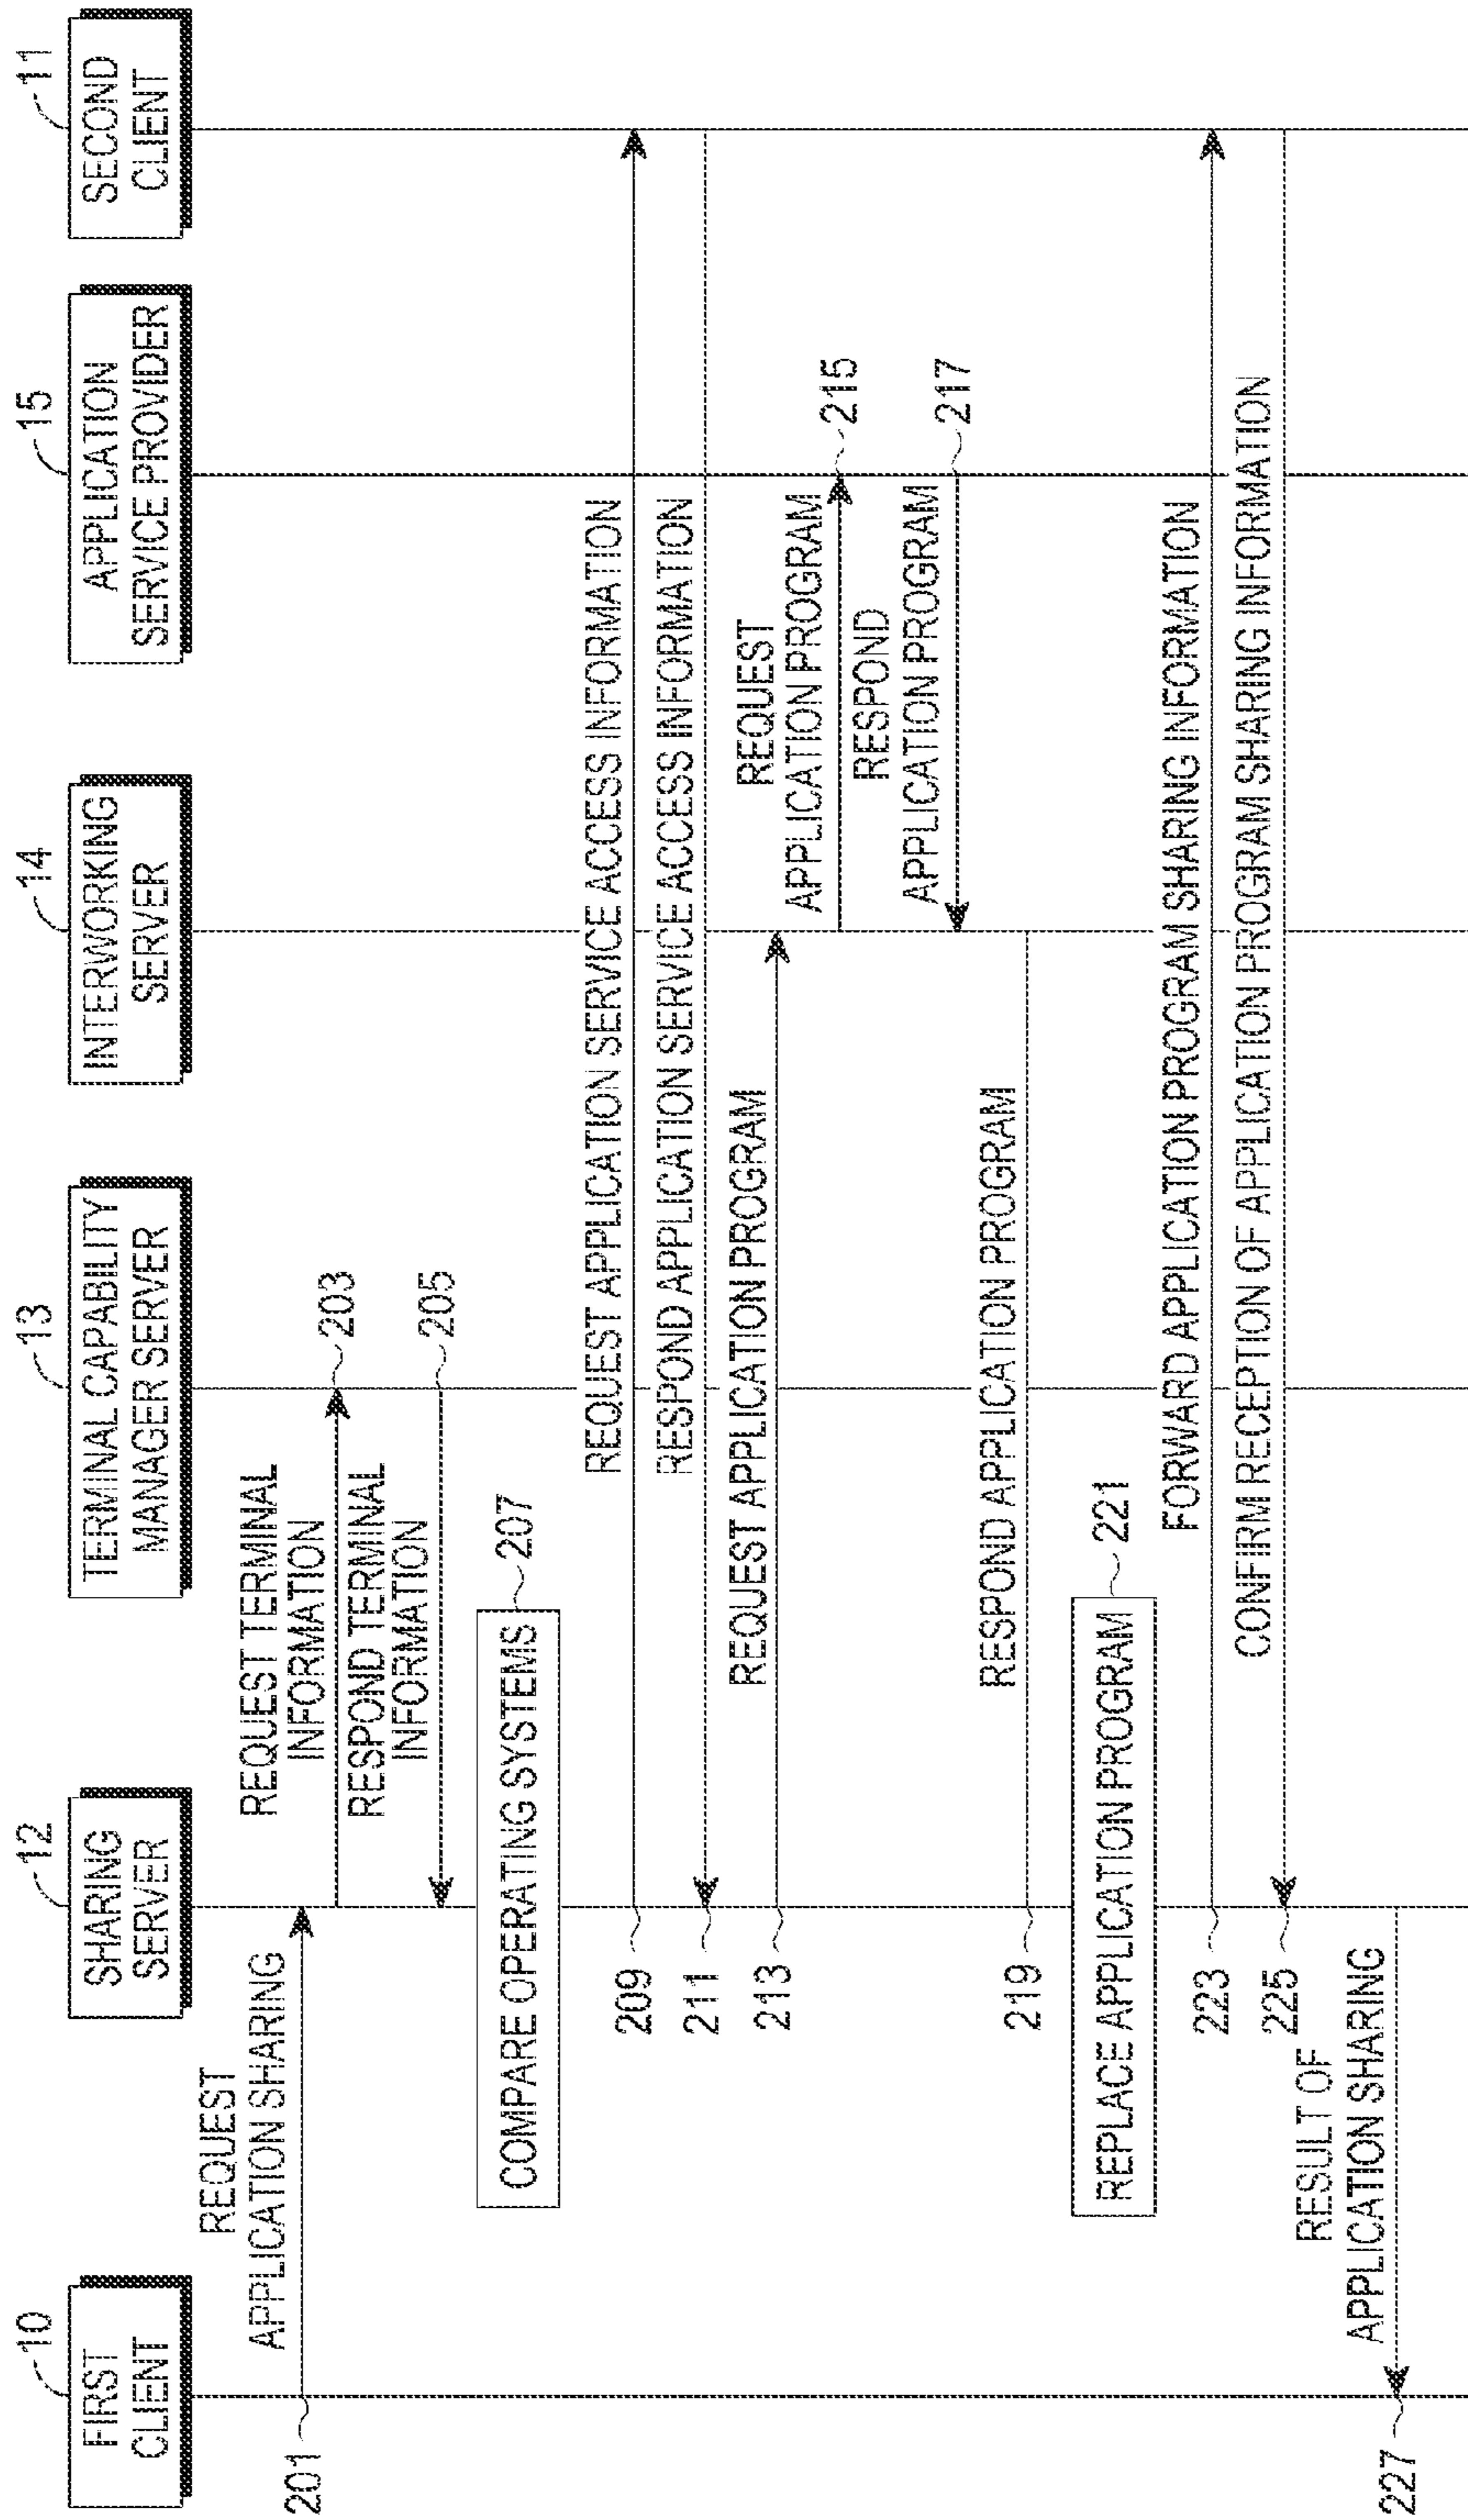 10
FIRST
CLIENT
12
SHARING
SERVER
13
TERMINAL CAPABILITY
MANAGER SERVER
14
INTERWORKING
SERVER
15
APPLICATION
SERVICE PROVIDER
11
SECOND
CLIENT
REQUEST
APPLICATION SHARING
201
REQUEST TERMINAL
INFORMATION
203
RESPOND TERMINAL
INFORMATION
205
COMPARE OPERATING SYSTEMS
207
REQUEST APPLICATION SERVICE ACCESS INFORMATION
209
RESPOND APPLICATION SERVICE ACCESS INFORMATION
211
REQUEST APPLICATION PROGRAM
213
REQUEST
APPLICATION PROGRAM
215
RESPOND
APPLICATION PROGRAM
217
RESPOND APPLICATION PROGRAM
219
REPLACE APPLICATION PROGRAM
221
FORWARD APPLICATION PROGRAM SHARING INFORMATION
223
CONFIRM RECEPTION OF APPLICATION PROGRAM SHARING INFORMATION
225
RESULT OF
APPLICATION SHARING
227